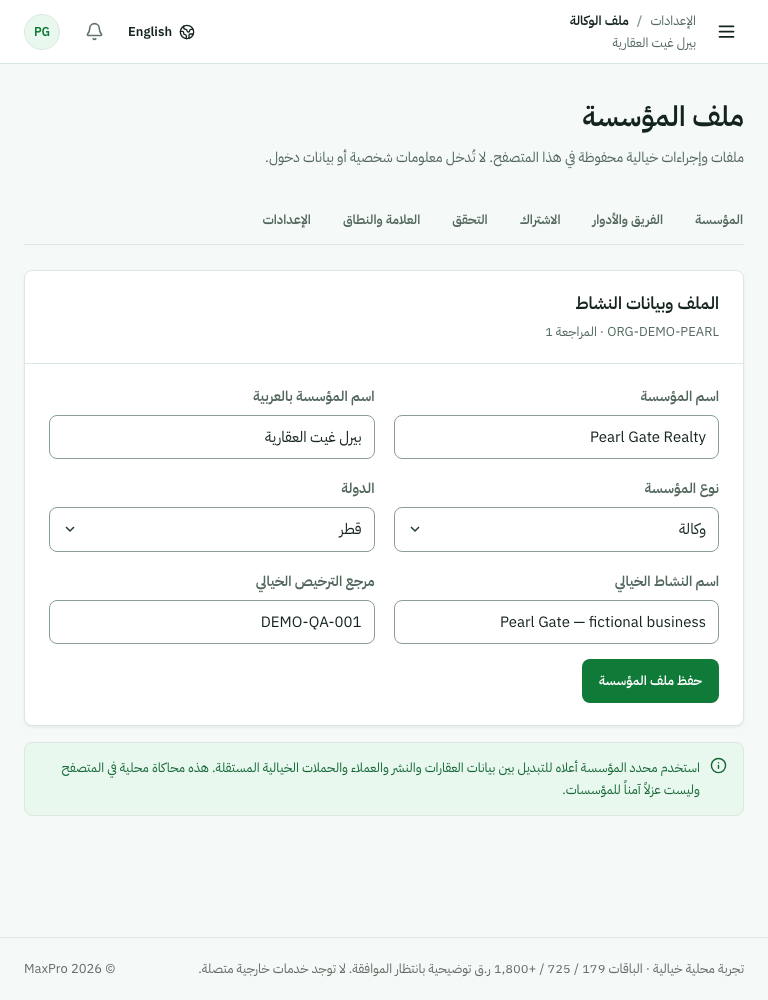 الإعدادات / ملف الوكالة
بيرل غيت العقارية
English
PG
ملف المؤسسة
ملفات وإجراءات خيالية محفوظة في هذا المتصفح. لا تُدخل معلومات شخصية أو بيانات دخول.
المؤسسة
الفريق والأدوار
الاشتراك
التحقق
العلامة والنطاق
الإعدادات
الملف وبيانات النشاط
ORG-DEMO-PEARL · المراجعة 1
اسم المؤسسة
Pearl Gate Realty
اسم المؤسسة بالعربية
بيرل غيت العقارية
نوع المؤسسة
وكالة
الدولة
قطر
اسم النشاط الخيالي
Pearl Gate — fictional business
مرجع الترخيص الخيالي
DEMO-QA-001
حفظ ملف المؤسسة
استخدم محدد المؤسسة أعلاه للتبديل بين بيانات العقارات والنشر والعملاء والحملات الخيالية المستقلة. هذه محاكاة محلية في المتصفح
وليست عزلاً آمناً للمؤسسات.
تجربة محلية خيالية · الباقات 179 / 725 / +1,800 ر.ق توضيحية بانتظار الموافقة. لا توجد خدمات خارجية متصلة.
© 2026 MaxPro